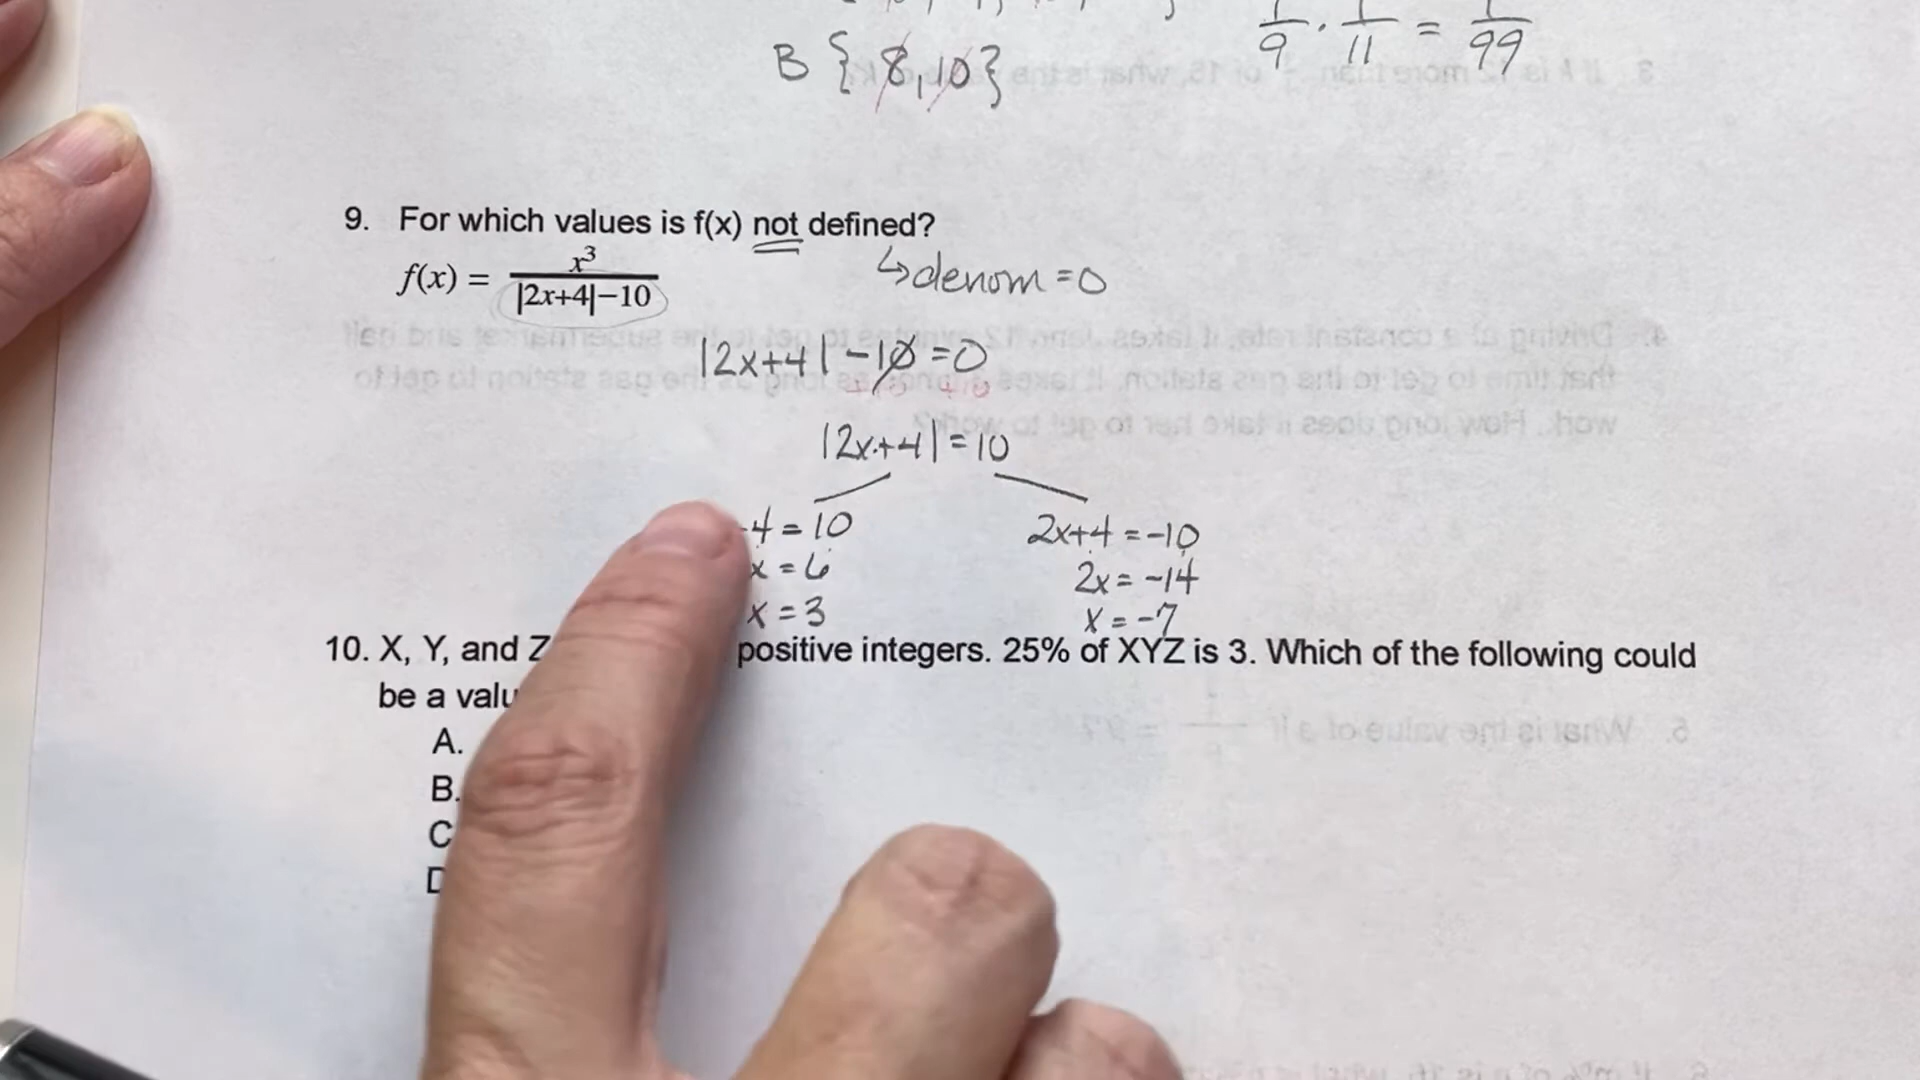 B {8,10}
1/9 · 1/11 = 1/99
9. For which values is f(x) not defined?
f(x) = x³ / |2x+4|−10
↳denom = 0
|2x+4| −10 = 0
+10 +10
|2x+4| = 10
4 = 10
x = 6
x = 3
2x+4 = -10
2x = -14
x = -7
10. X, Y, and Z positive integers. 25% of XYZ is 3. Which of the following could
be a valu
A.
B.
C
D